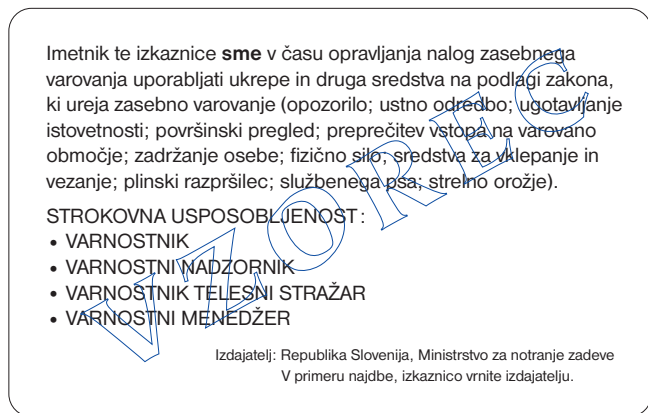 Imetnik te izkaznice sme v času opravljanja nalog zasebnega
varovanja uporabljati ukrepe in druga sredstva na podlagi zakona,
ki ureja zasebno varovanje (opozorilo; ustno odredbo; ugotavljanje
istovetnosti; površinski pregled; preprečitev vstopa na varovano
območje; zadržanje osebe; fizično silo; sredstva za vklepanje in
vezanje; plinski razpršilec; službenega psa; strelno orožje).
STROKOVNA USPOSOBLJENOST:
• VARNOSTNIK
• VARNOSTNI NADZORNIK
• VARNOSTNIK TELESNI STRAŽAR
• VARNOSTNI MENEDŽER
Izdajatelj: Republika Slovenija, Ministrstvo za notranje zadeve
V primeru najdbe, izkaznico vrnite izdajatelju.
VZOREC